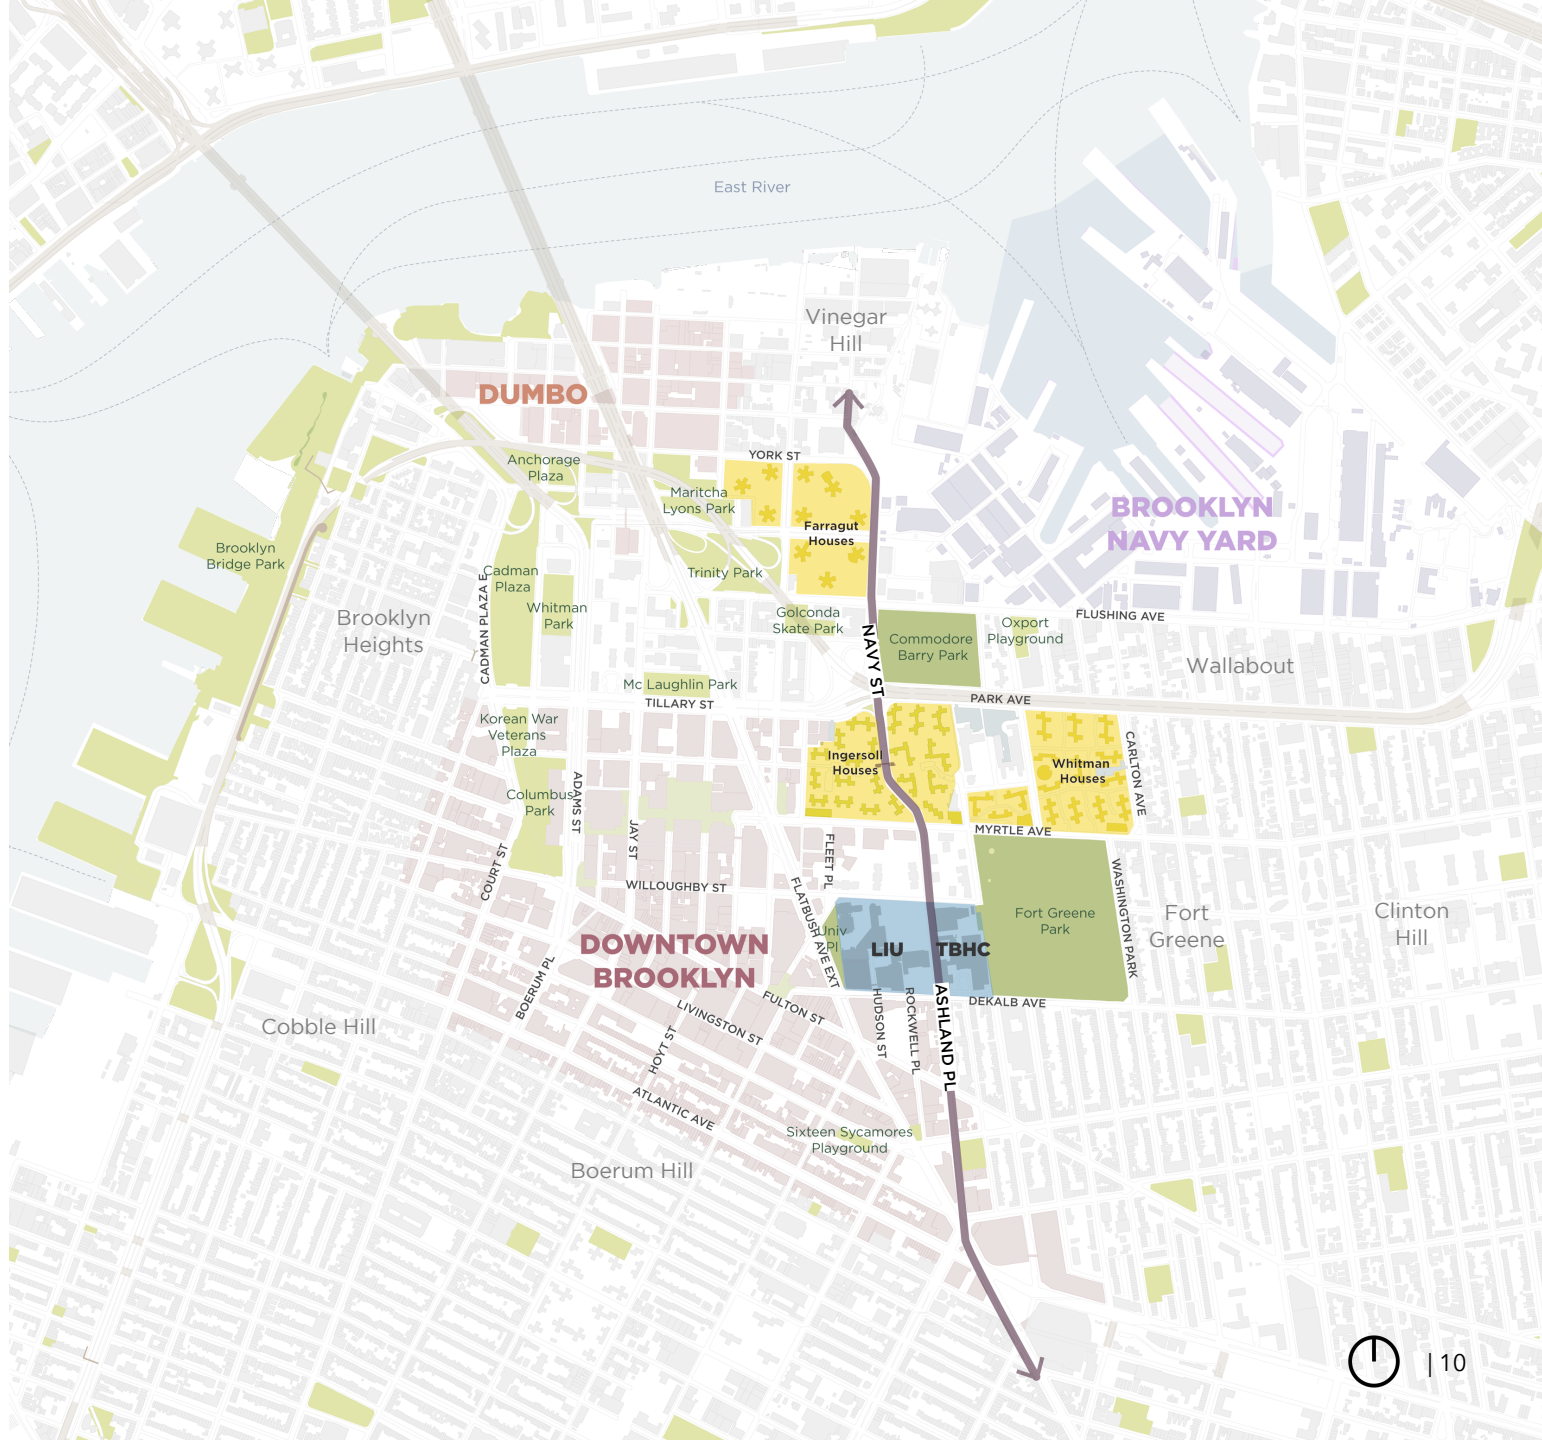 East River
Vinegar
Hill
DUMBO
YORK ST
Anchorage
Plaza
Maritcha
Lyons Park
BROOKLYN
NAVY YARD
Farragut
Houses
Brooklyn
Bridge Park
Cadman
Plaza
Trinity Park
CADMAN PLAZA E
Whitman
Park
Brooklyn
Heights
Golconda
Skate Park
NAVY ST
Commodore
Barry Park
Oxport
Playground
FLUSHING AVE
Wallabout
Mc Laughlin Park
TILLARY ST
PARK AVE
Korean War
Veterans
Plaza
Ingersoll
Houses
Whitman
Houses
CARLTON AVE
Columbus
Park
ADAMS ST
JAY ST
MYRTLE AVE
FLEET PL
COURT ST
WILLOUGHBY ST
FLATBUSH AVE EXT
WASHINGTON PARK
Fort Greene
Park
Fort
Greene
Clinton
Hill
Univ
Pl
LIU
TBHC
DOWNTOWN
BROOKLYN
BOERUM PL
FULTON ST
LIVINGSTON ST
HOYT ST
HUDSON ST
ROCKWELL PL
ASHLAND PL
DEKALB AVE
Cobble Hill
ATLANTIC AVE
Sixteen Sycamores
Playground
Boerum Hill
| 10